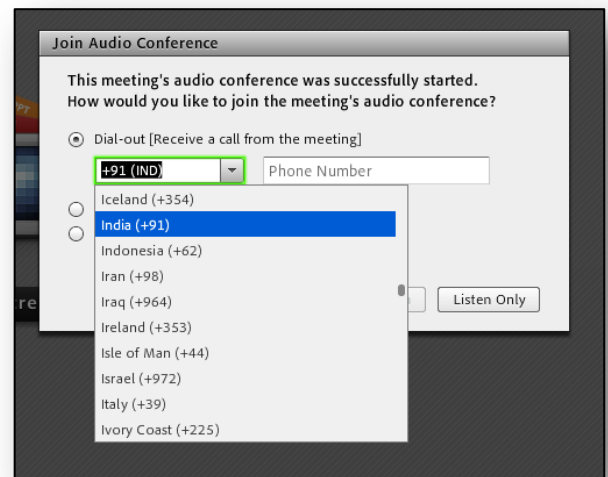 Join Audio Conference
This meeting's audio conference was successfully started.
How would you like to join the meeting's audio conference?
PPT
Dial-out [Receive a call from the meeting]
+91 (IND)
Phone Number
Iceland (+354)
India (+91)
Indonesia (+62)
Iran (+98)
Iraq (+964)
Listen Only
Ireland (+353)
Isle of Man (+44)
Israel (+972)
Italy (+39)
Ivory Coast (+225)